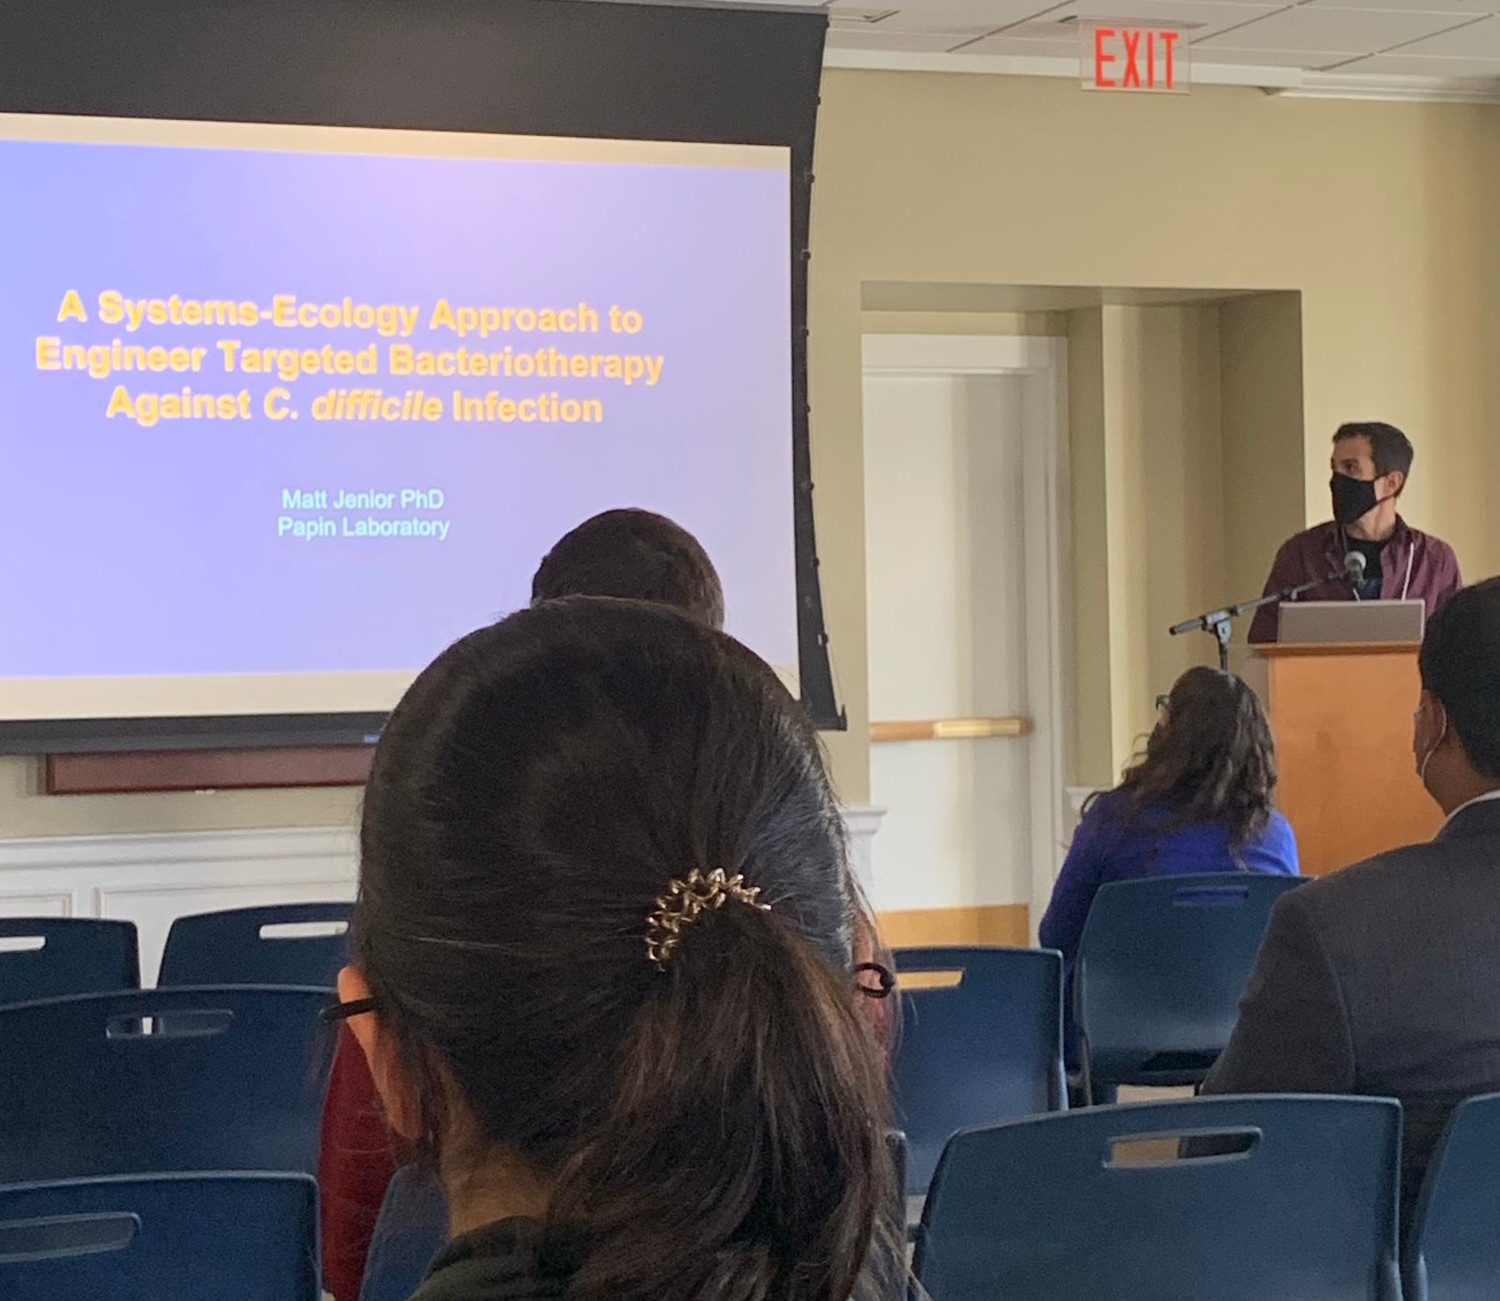 EXIT
A Systems-Ecology Approach to
Engineer Targeted Bacteriotherapy
Against C. difficile Infection
Matt Jenior PhD
Papin Laboratory